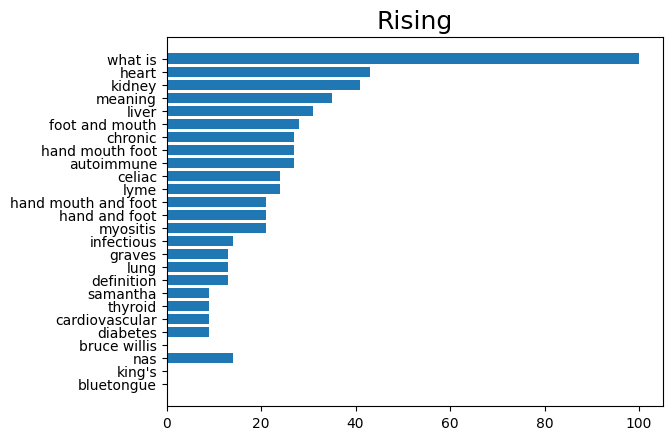 Rising
what is
heart
kidney
meaning
liver
foot and mouth
chronic
hand mouth foot
autoimmune
celiac
lyme
hand mouth and foot
hand and foot
myositis
infectious
graves
lung
definition
samantha
thyroid
cardiovascular
diabetes
bruce willis
nas
king's
bluetongue
0 20 40 60 80 100